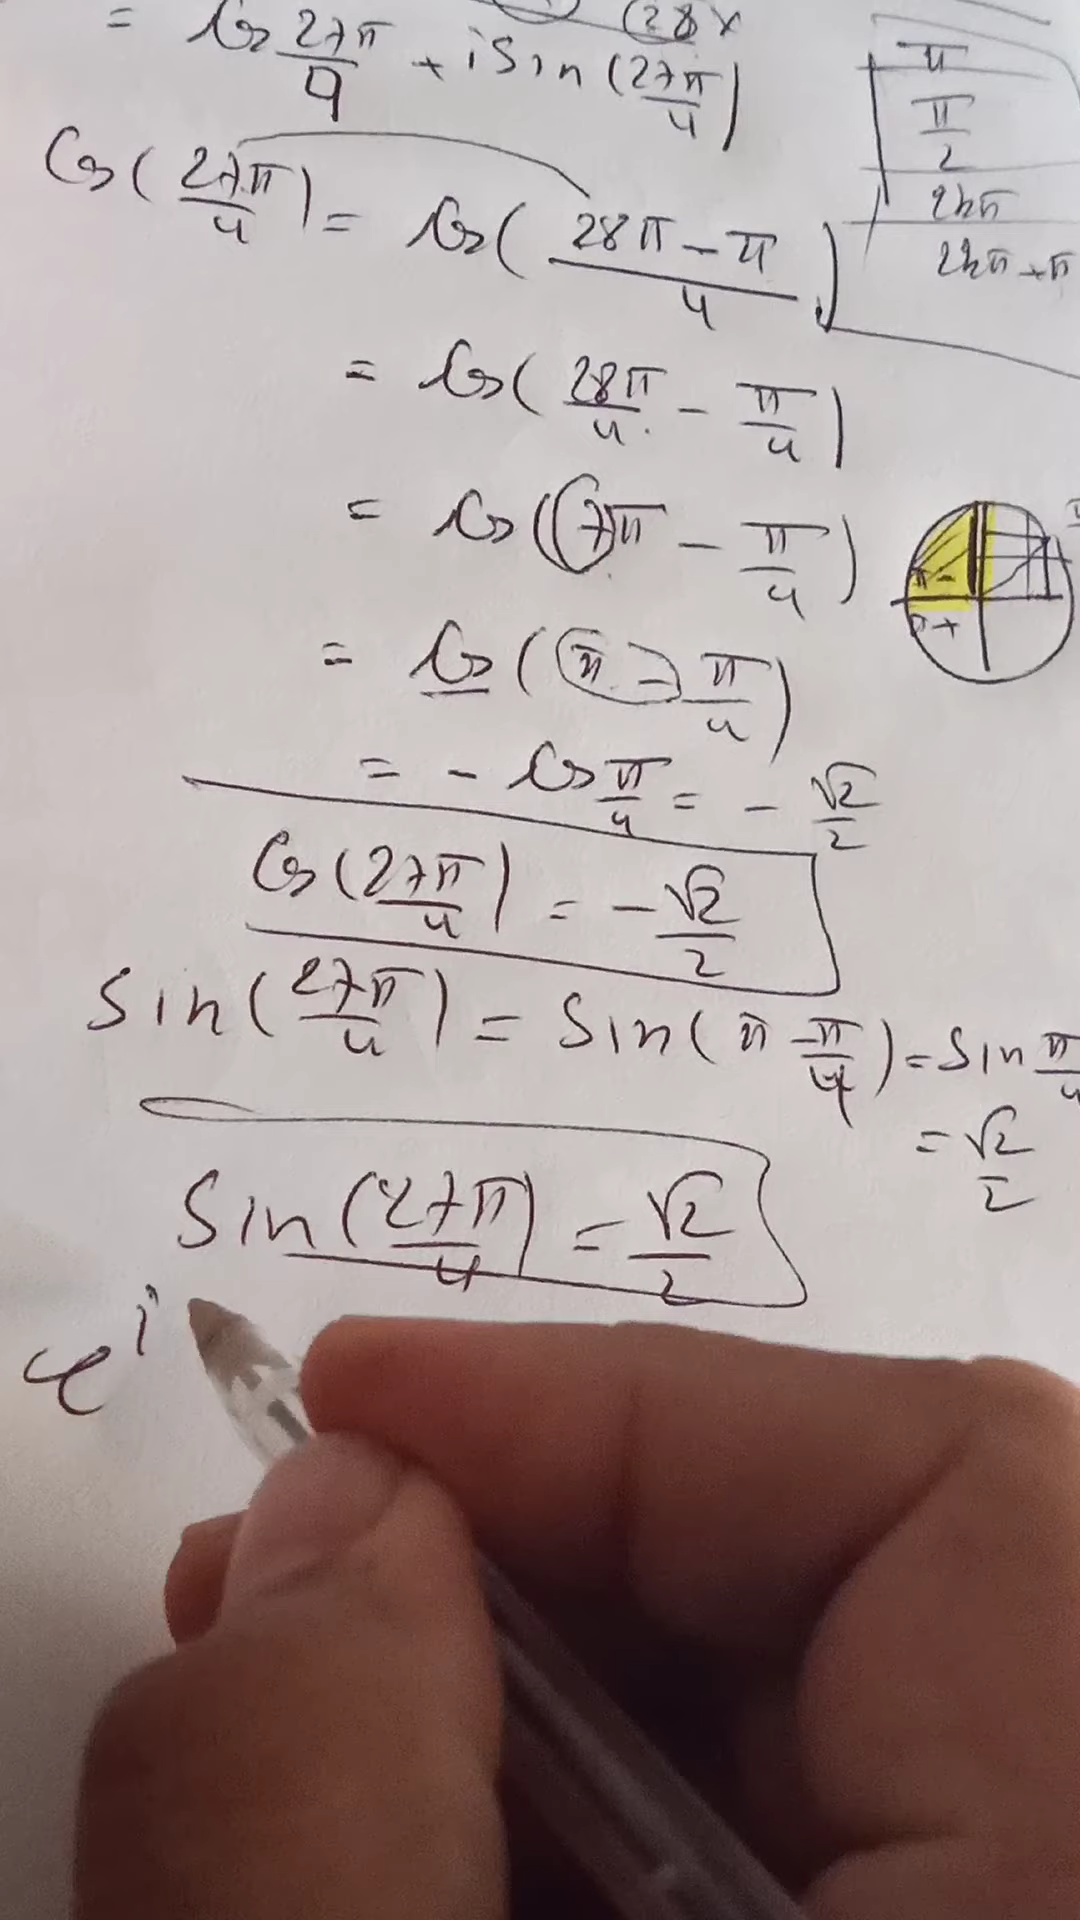 (28x
= Cos 27π/4 + i Sin (27π/4)
π
π/2
2kπ
2kπ + π
Cos(27π/4) = Cos(28π - π/4)
= Cos(28π/4 - π/4)
= Cos(7π - π/4)
π -
π +
= Cos(π - π/4)
= - Cos π/4 = - √2/2
Cos(27π/4) = - √2/2
Sin(27π/4) = Sin(π - π/4) = Sin π/4
= √2/2
Sin(27π/4) = √2/2
e^i